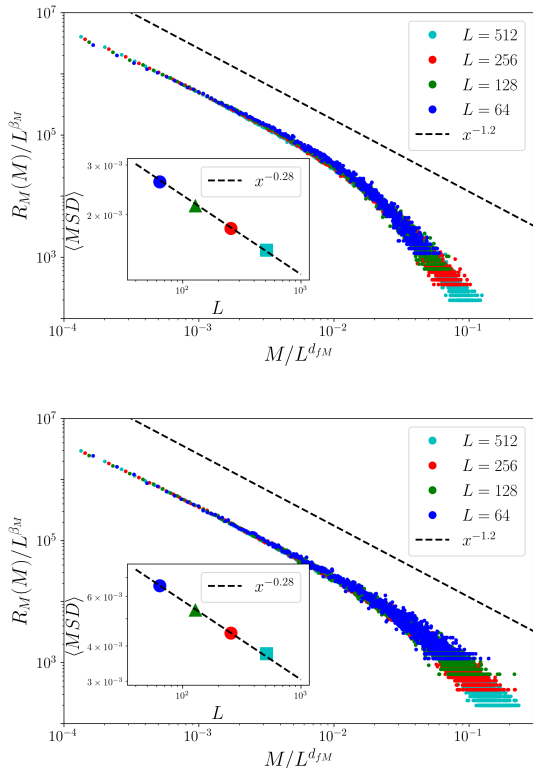 10^7
10^5
10^3
R_M(M)/L^{β_M}
L = 512
L = 256
L = 128
L = 64
x^{-1.2}
3 × 10^{-3}
2 × 10^{-3}
⟨MSD⟩
x^{-0.28}
10^2
10^3
L
10^{-4}
10^{-3}
10^{-2}
10^{-1}
M/L^{d_{fM}}
10^7
10^5
10^3
R_M(M)/L^{β_M}
L = 512
L = 256
L = 128
L = 64
x^{-1.2}
6 × 10^{-3}
4 × 10^{-3}
3 × 10^{-3}
⟨MSD⟩
x^{-0.28}
10^2
10^3
L
10^{-4}
10^{-3}
10^{-2}
10^{-1}
M/L^{d_{fM}}